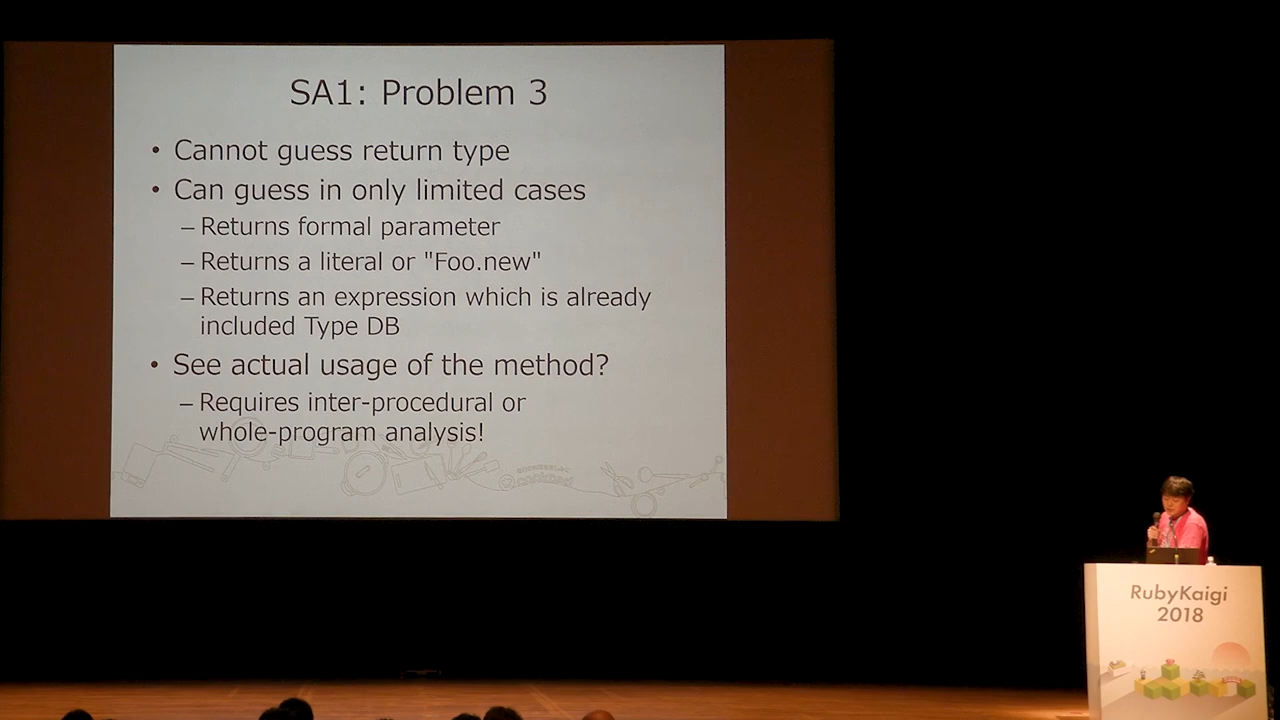 SA1: Problem 3
• Cannot guess return type
• Can guess in only limited cases
– Returns formal parameter
– Returns a literal or "Foo.new"
– Returns an expression which is already
included Type DB
• See actual usage of the method?
– Requires inter-procedural or
whole-program analysis!
cookpad
RubyKaigi
2018